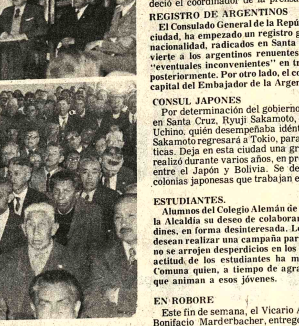 deció el coordinador de la prensa
REGISTRO DE ARGENTINOS
El Consulado General de la Repú
ciudad, ha empezado un registro g
nacionalidad, radicados en Santa
vierte a los argentinos renuentes
"eventuales inconvenientes" en tr
posteriormente. Por otro lado, el c
capital del Embajador de la Argen
CONSUL JAPONES
Por determinación del gobierno
en Santa Cruz, Ryuji Sakamoto,
Uchino, quién desempeñaba idént
Sakamoto regresará a Tokio, para
ticas. Deja en esta ciudad una gr
realizó durante varios años, en pr
entre el Japón y Bolivia. Se de
colonias japonesas que trabajan e
ESTUDIANTES.
Alumnos del Colegio Alemán de
la Alcaldía su deseo de colabora
dines, en forma desinteresada. Lo
desean realizar una campaña par
no se arrojen desperdicios en los
actitud de los estudiantes ha m
Comuna quien, a tiempo de agra
que animan a esos jóvenes.
EN ROBORE
Este fin de semana, el Vicario A
Bonifacio Marderbacher, entreg